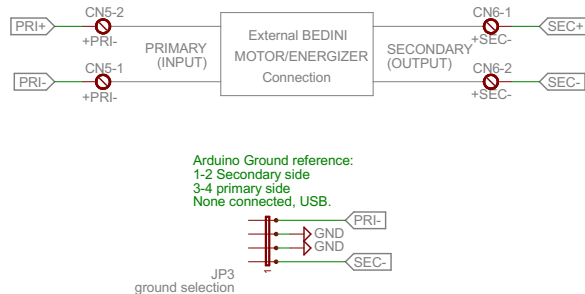 CN5-2
CN6-1
PRI+
+PRI-
PRIMARY
(INPUT)
External BEDINI
MOTOR/ENERGIZER
Connection
SECONDARY
(OUTPUT)
+SEC-
SEC+
CN5-1
CN6-2
PRI-
+PRI-
+SEC-
SEC-
Arduino Ground reference:
1-2 Secondary side
3-4 primary side
None connected, USB.
PRI-
GND
GND
SEC-
1
JP3
ground selection